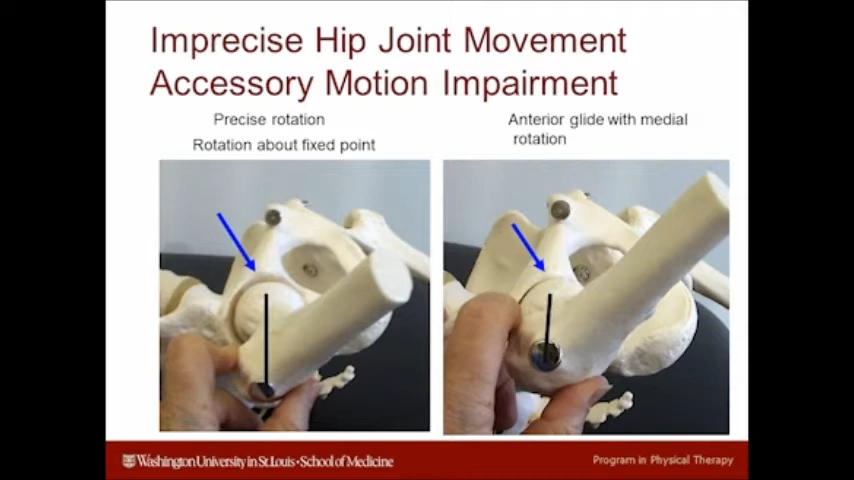 Imprecise Hip Joint Movement
Accessory Motion Impairment
Precise rotation
Rotation about fixed point
Anterior glide with medial
rotation
Washington University in St. Louis • School of Medicine
Program in Physical Therapy